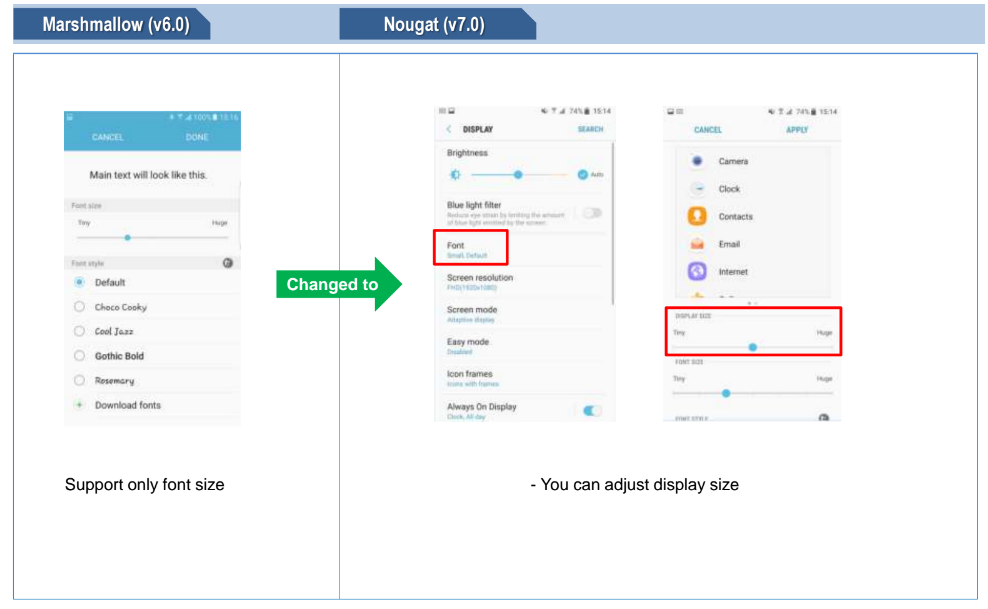 Marshmallow (v6.0)
Nougat (v7.0)
100% 15:16
CANCEL DONE
Main text will look like this.
Font size
Tiny Huge
Font style
Default
Choco Cooky
Cool Jazz
Gothic Bold
Rosemary
+ Download fonts
Support only font size
Changed to
74% 15:14
< DISPLAY SEARCH
Brightness
Auto
Blue light filter
Reduce eye strain by limiting the amount
of blue light emitted by the screen.
Font
Small, Default
Screen resolution
FHD(1920x1080)
Screen mode
Adaptive display
Easy mode
Disabled
Icon frames
Icons with frames
Always On Display
Clock, All day
74% 15:14
CANCEL APPLY
Camera
Clock
Contacts
Email
Internet
DISPLAY SIZE
Tiny Huge
FONT SIZE
Tiny Huge
FONT STYLE
- You can adjust display size